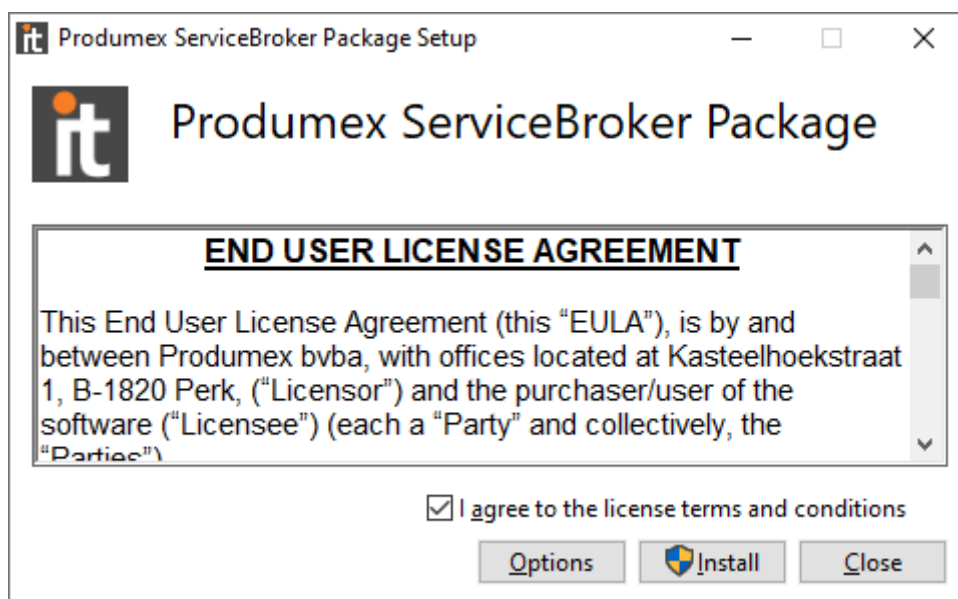 it Produmex ServiceBroker Package Setup
it Produmex ServiceBroker Package
END USER LICENSE AGREEMENT
This End User License Agreement (this “EULA”), is by and
between Produmex bvba, with offices located at Kasteelhoekstraat
1, B-1820 Perk, (“Licensor”) and the purchaser/user of the
software (“Licensee”) (each a “Party” and collectively, the
“Parties”)
I agree to the license terms and conditions
Options Install Close